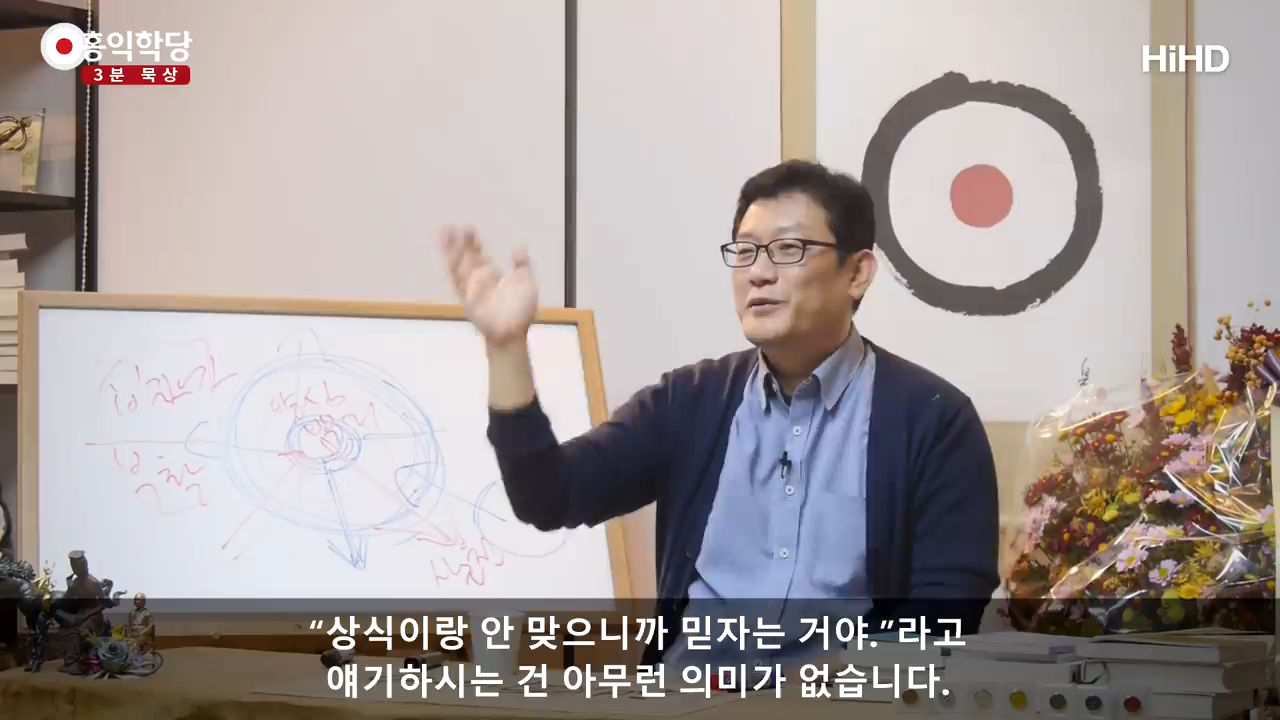 홍익학당
3분 묵상
HiHD
“상식이랑 안 맞으니까 믿자는 거야.”라고
얘기하시는 건 아무런 의미가 없습니다.